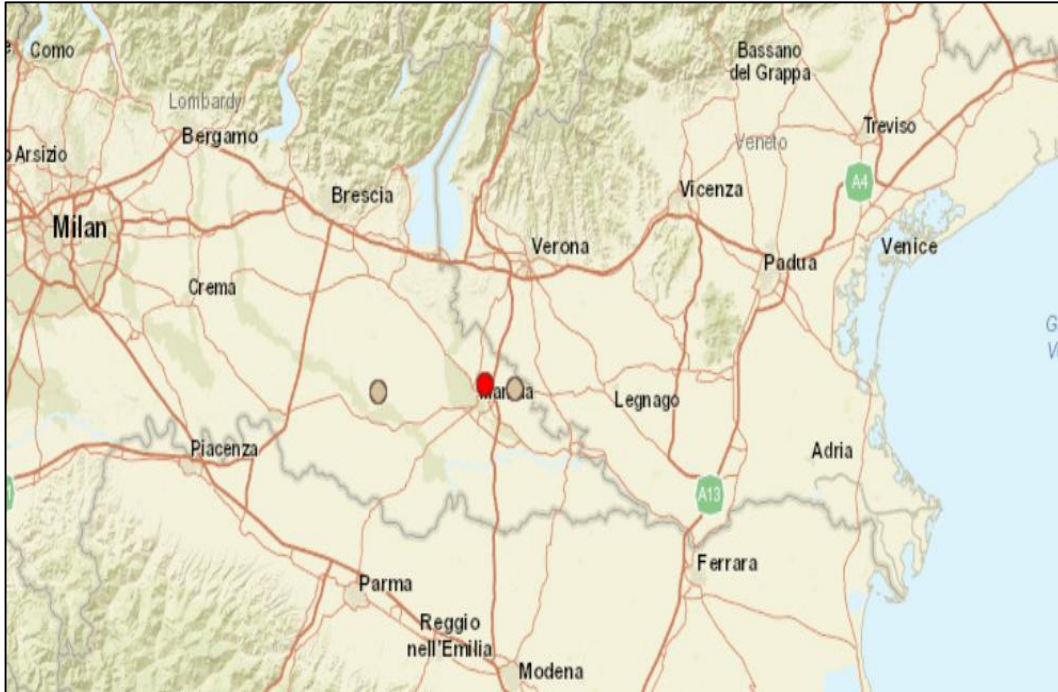 Como
Bassano
del Grappa
Lombardy
Bergamo
Treviso
Veneto
Arsizio
Brescia
Vicenza
A4
Milan
Verona
Venice
Padua
Crema
Legnago
Piacenza
Adria
A13
Ferrara
Parma
Reggio
nell'Emilia
Modena